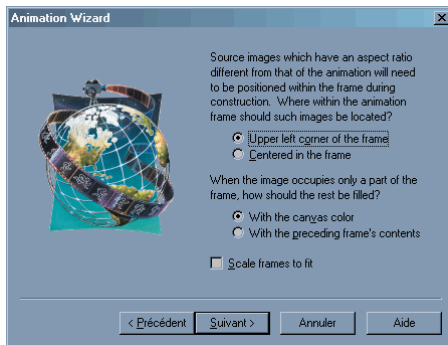 Animation Wizard
Source images which have an aspect ratio
different from that of the animation will need
to be positioned within the frame during
construction. Where within the animation
frame should such images be located?
Upper left corner of the frame
Centered in the frame
When the image occupies only a part of the
frame, how should the rest be filled?
With the canvas color
With the preceding frame's contents
Scale frames to fit
< Précédent Suivant > Annuler Aide